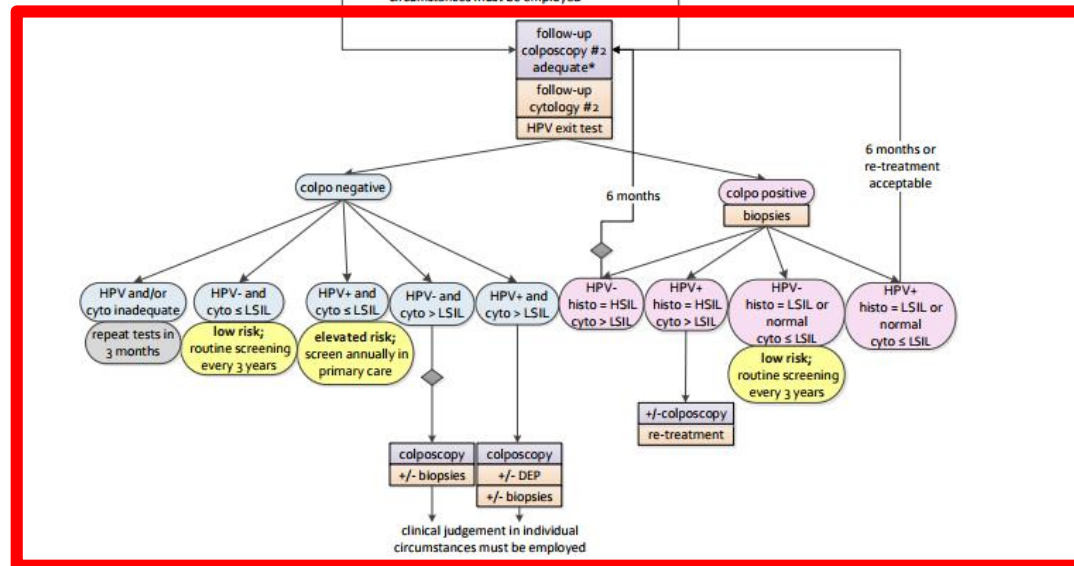 circumstances must be employed
follow-up
colposcopy #2
adequate*
follow-up
cytology #2
HPV exit test
6 months or
re-treatment
acceptable
colpo negative
6 months
colpo positive
biopsies
HPV and/or
cyto inadequate
repeat tests in
3 months
HPV- and
cyto ≤ LSIL
low risk;
routine screening
every 3 years
HPV+ and
cyto ≤ LSIL
elevated risk;
screen annually in
primary care
HPV- and
cyto > LSIL
HPV+ and
cyto > LSIL
HPV-
histo = HSIL
cyto > LSIL
HPV+
histo = HSIL
cyto > LSIL
HPV-
histo = LSIL or
normal
cyto ≤ LSIL
low risk;
routine screening
every 3 years
HPV+
histo = LSIL or
normal
cyto ≤ LSIL
+/-colposcopy
re-treatment
colposcopy
+/- biopsies
colposcopy
+/- DEP
+/- biopsies
clinical judgement in individual
circumstances must be employed